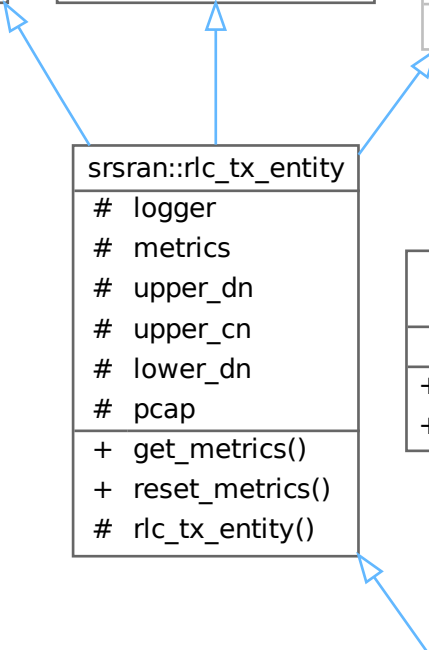 srsran::rlc_tx_entity
# logger
# metrics
# upper_dn
# upper_cn
# lower_dn
# pcap
+ get_metrics()
+ reset_metrics()
# rlc_tx_entity()
+
+